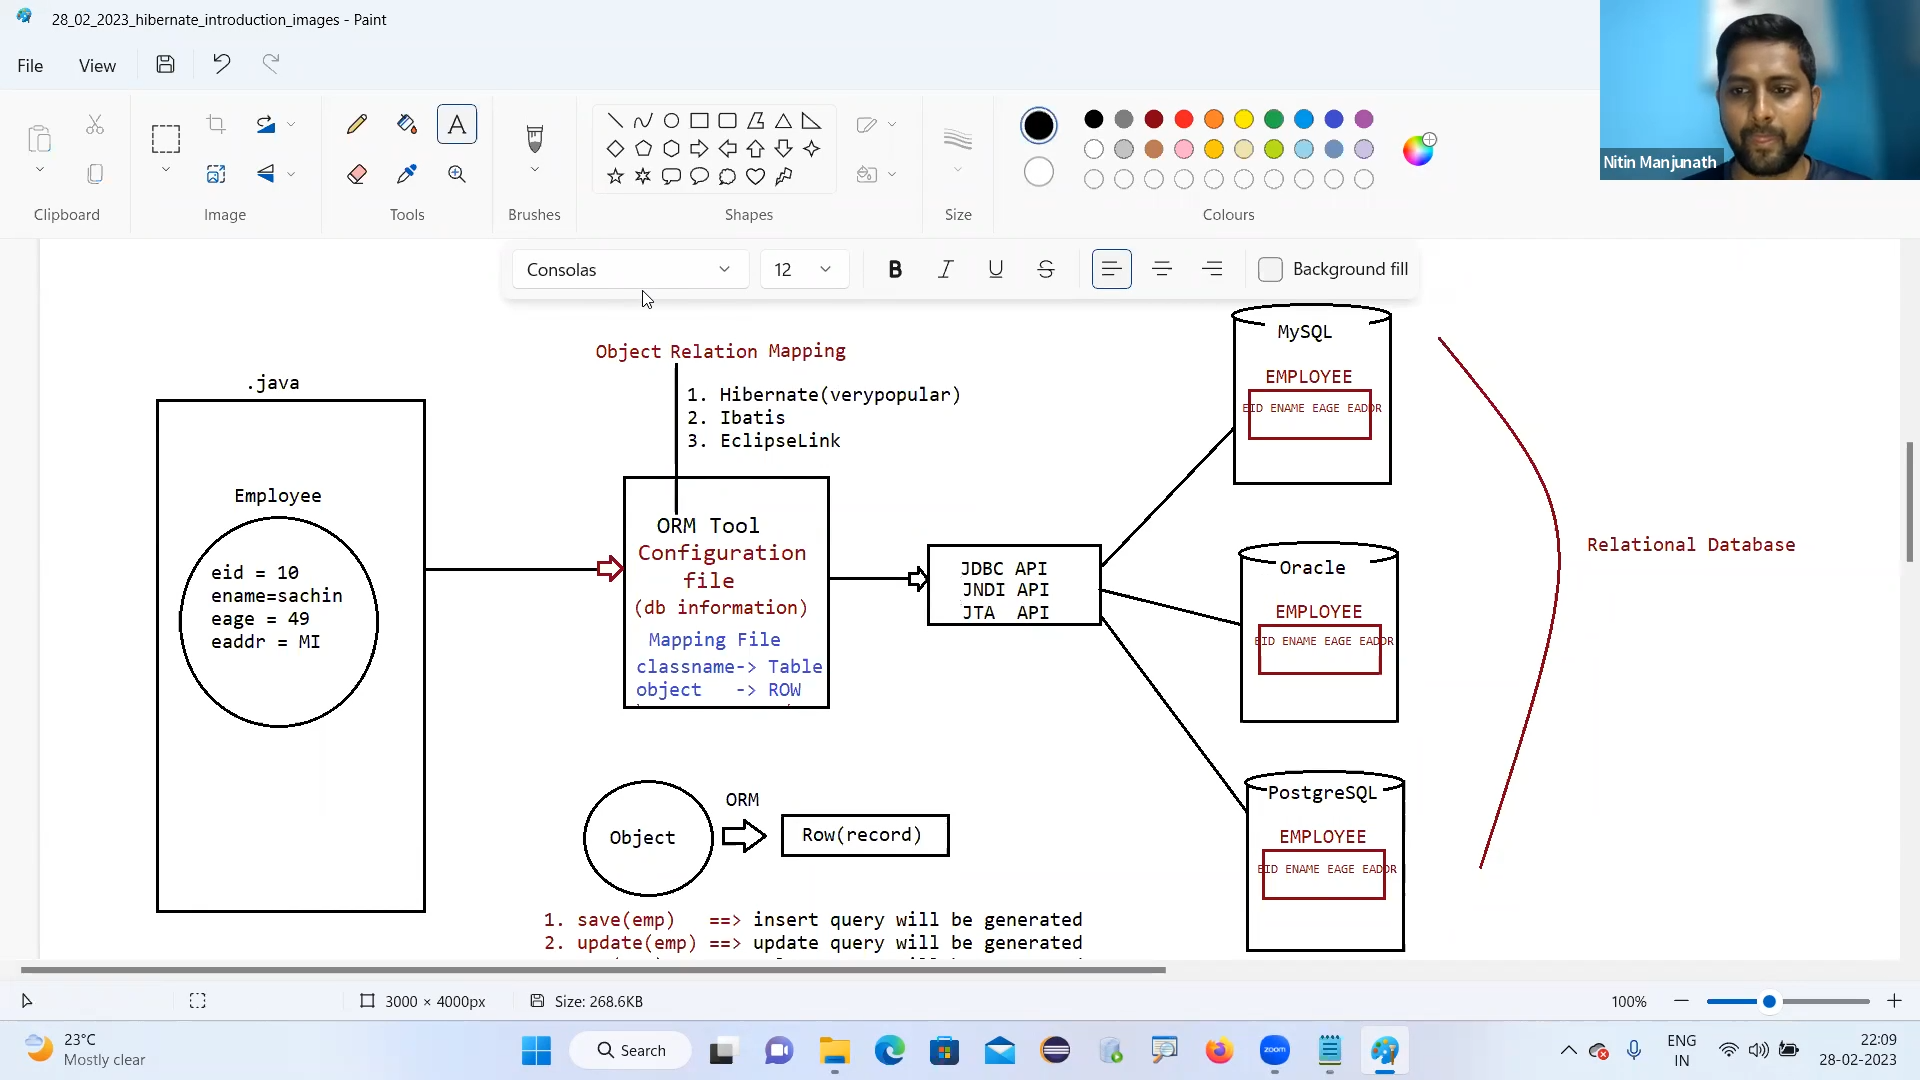 28_02_2023_hibernate_introduction_images - Paint
File View
Clipboard Image Tools Brushes Shapes Size Colours
Nitin Manjunath
Consolas 12 B I U S Background fill
Object Relation Mapping
1. Hibernate(verypopular)
2. Ibatis
3. EclipseLink
.java
Employee
eid = 10
ename=sachin
eage = 49
eaddr = MI
ORM Tool
Configuration
file
(db information)
Mapping File
classname-> Table
object -> ROW
JDBC API
JNDI API
JTA API
MySQL
EMPLOYEE
EID ENAME EAGE EADDR
Oracle
EMPLOYEE
EID ENAME EAGE EADDR
PostgreSQL
EMPLOYEE
EID ENAME EAGE EADDR
Relational Database
Object
ORM
Row(record)
1. save(emp) ==> insert query will be generated
2. update(emp) ==> update query will be generated
3000 × 4000px
Size: 268.6KB
100%
23°C
Mostly clear
Search
zoom
ENG
IN
22:09
28-02-2023